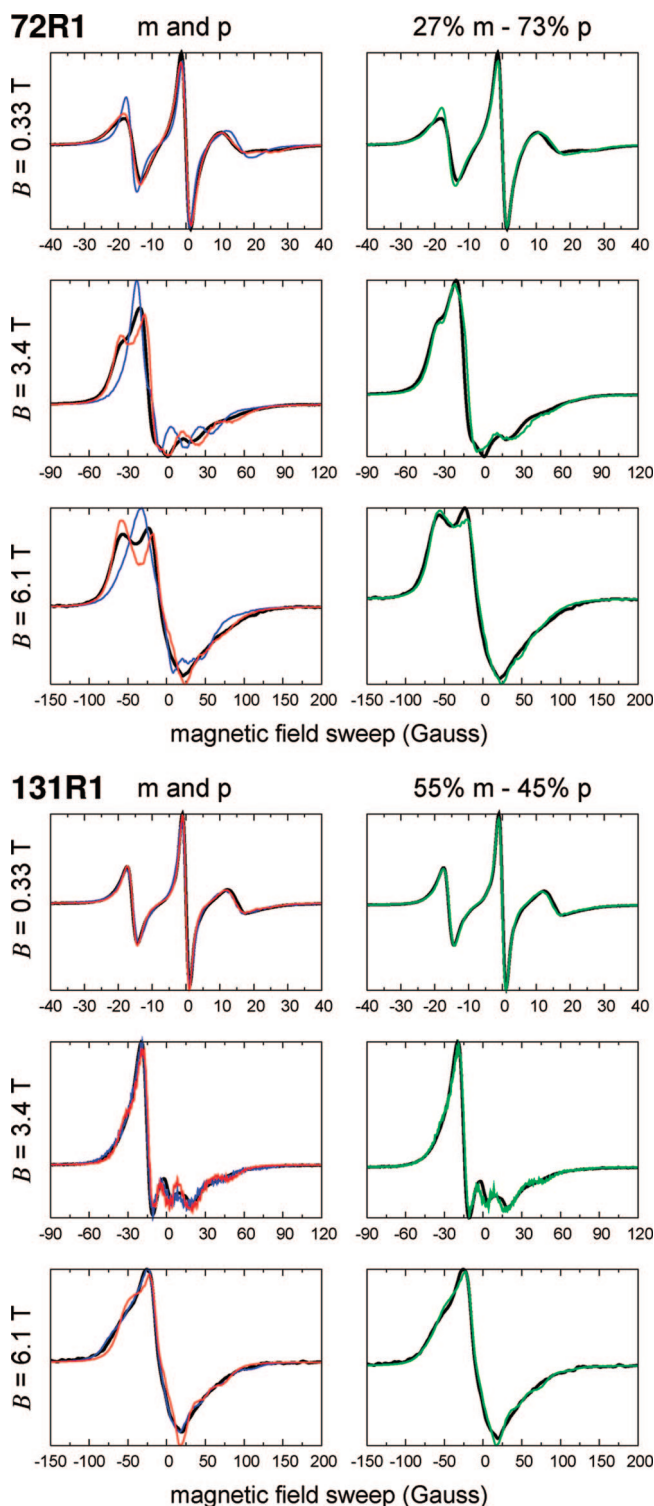 72R1 m and p 27% m - 73% p
B = 0.33 T
-40 -30 -20 -10 0 10 20 30 40 -40 -30 -20 -10 0 10 20 30 40
B = 3.4 T
-90 -60 -30 0 30 60 90 120 -90 -60 -30 0 30 60 90 120
B = 6.1 T
-150 -100 -50 0 50 100 150 200 -150 -100 -50 0 50 100 150 200
magnetic field sweep (Gauss)
131R1 m and p 55% m - 45% p
B = 0.33 T
-40 -30 -20 -10 0 10 20 30 40 -40 -30 -20 -10 0 10 20 30 40
B = 3.4 T
-90 -60 -30 0 30 60 90 120 -90 -60 -30 0 30 60 90 120
B = 6.1 T
-150 -100 -50 0 50 100 150 200 -150 -100 -50 0 50 100 150 200
magnetic field sweep (Gauss)